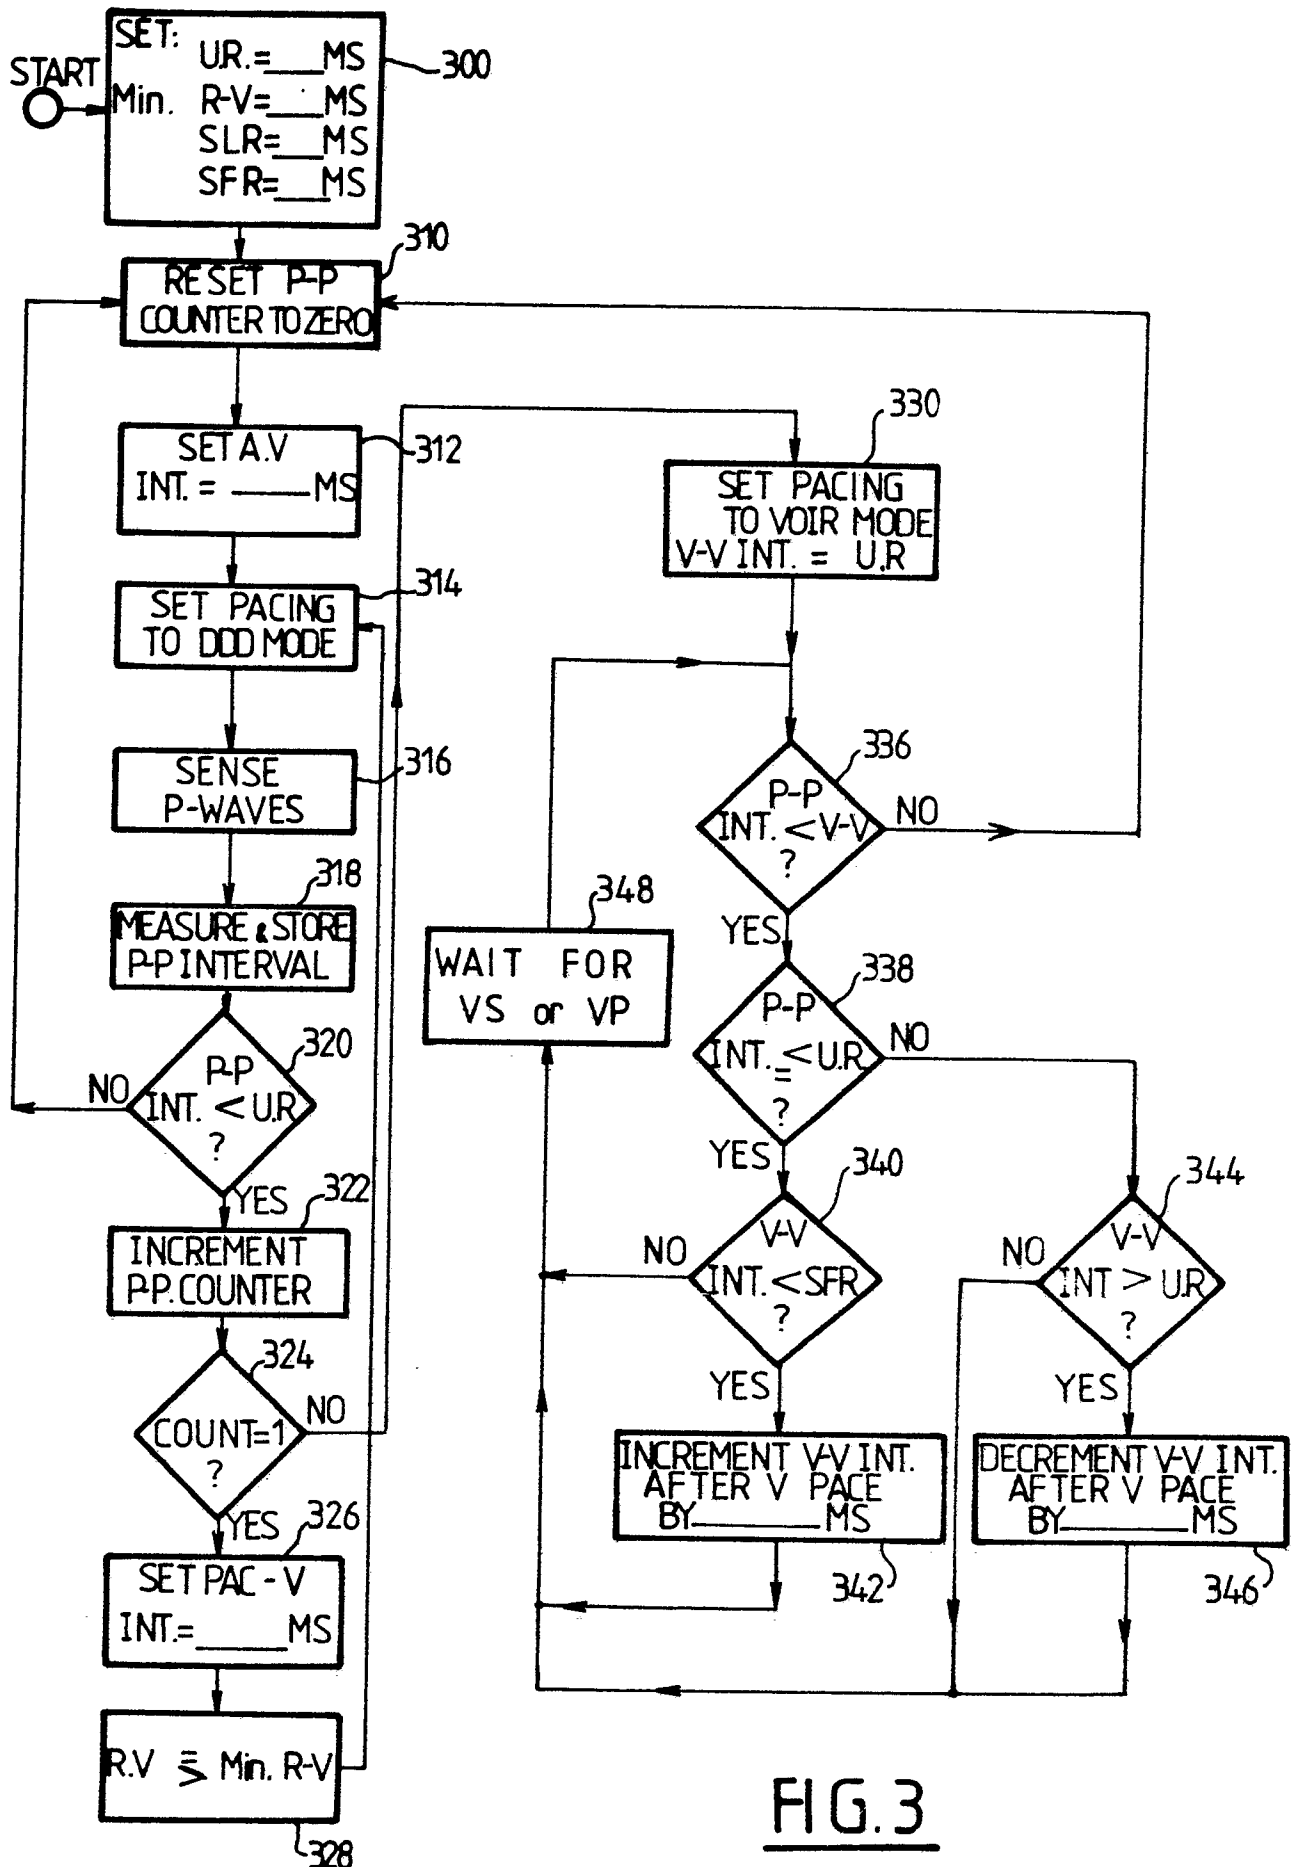 SET:
U.R.=___MS
300
START
Min. R-V=___MS
SLR=___MS
SFR=___MS
310
RESET P-P
COUNTER TO ZERO
SET A.V
INT. = ____ MS
312
SET PACING
TO DDD MODE
314
SENSE
P-WAVES
316
318
MEASURE & STORE
P-P INTERVAL
320
P-P
INT. < U.R
?
NO
YES
322
INCREMENT
P-P. COUNTER
324
COUNT=1
?
NO
YES
326
SET PAC-V
INT.=_____MS
R.V ≧ Min. R-V
328
330
SET PACING
TO VOIR MODE
V-V INT. = U.R
336
P-P
INT. < V-V
?
NO
YES
348
WAIT FOR
VS or VP
338
P-P
INT. ≦ U.R
?
NO
YES
340
V-V
INT. < SFR
?
NO
YES
344
V-V
INT > U.R
?
NO
YES
INCREMENT V-V INT.
AFTER V PACE
BY_______MS
342
DECREMENT V-V INT.
AFTER V PACE
BY_______MS
346
FIG.3